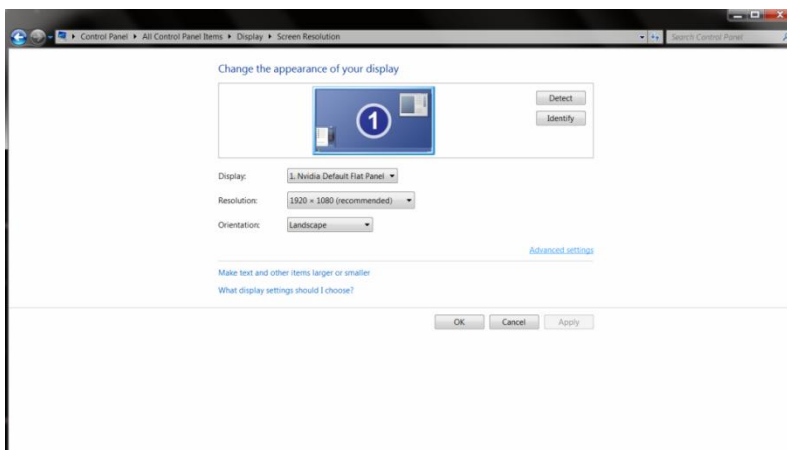 Control Panel All Control Panel Items Display Screen Resolution
Search Control Panel
Change the appearance of your display
1
Detect
Identify
Display: 1. Nvidia Default Flat Panel
Resolution: 1920 × 1080 (recommended)
Orientation: Landscape
Advanced settings
Make text and other items larger or smaller
What display settings should I choose?
OK Cancel Apply